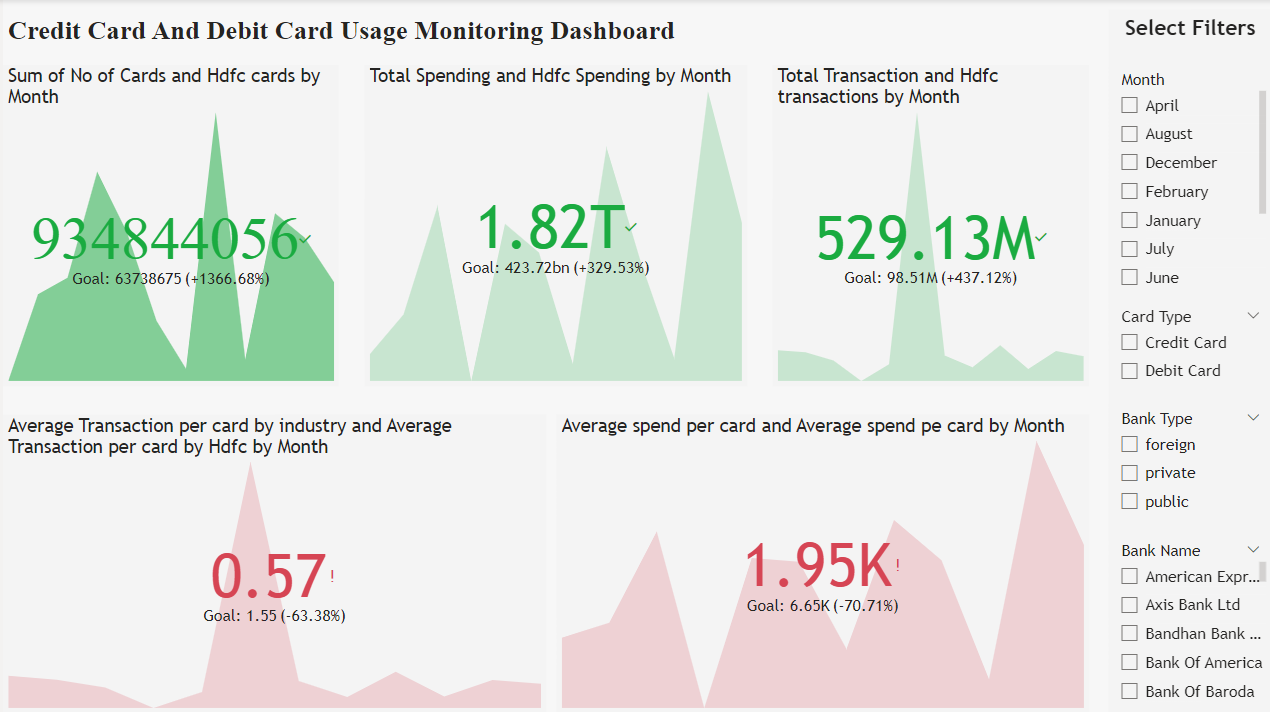 Credit Card And Debit Card Usage Monitoring Dashboard
Sum of No of Cards and Hdfc cards by
Month
934844056
Goal: 63738675 (+1366.68%)
Total Spending and Hdfc Spending by Month
1.82T
Goal: 423.72bn (+329.53%)
Total Transaction and Hdfc
transactions by Month
529.13M
Goal: 98.51M (+437.12%)
Average Transaction per card by industry and Average
Transaction per card by Hdfc by Month
0.57!
Goal: 1.55 (-63.38%)
Average spend per card and Average spend pe card by Month
1.95K!
Goal: 6.65K (-70.71%)
Select Filters
Month
April
August
December
February
January
July
June
Card Type
Credit Card
Debit Card
Bank Type
foreign
private
public
Bank Name
American Expr...
Axis Bank Ltd
Bandhan Bank ...
Bank Of America
Bank Of Baroda